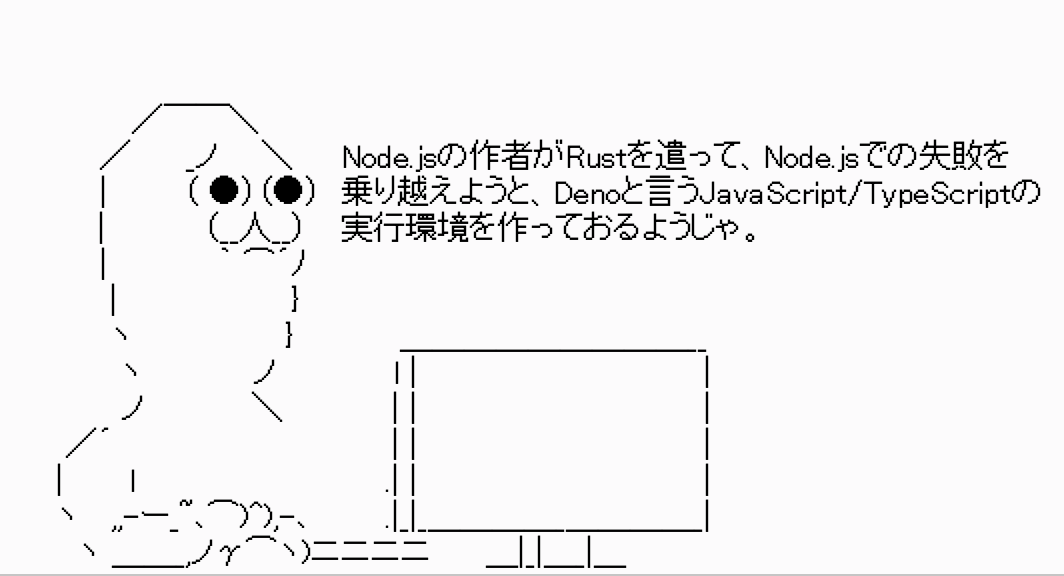 Node.jsの作者がRustを遣って、Node.jsでの失敗を
乗り越えようと、Denoと言うJavaScript/TypeScriptの
実行環境を作っておるようじゃ。